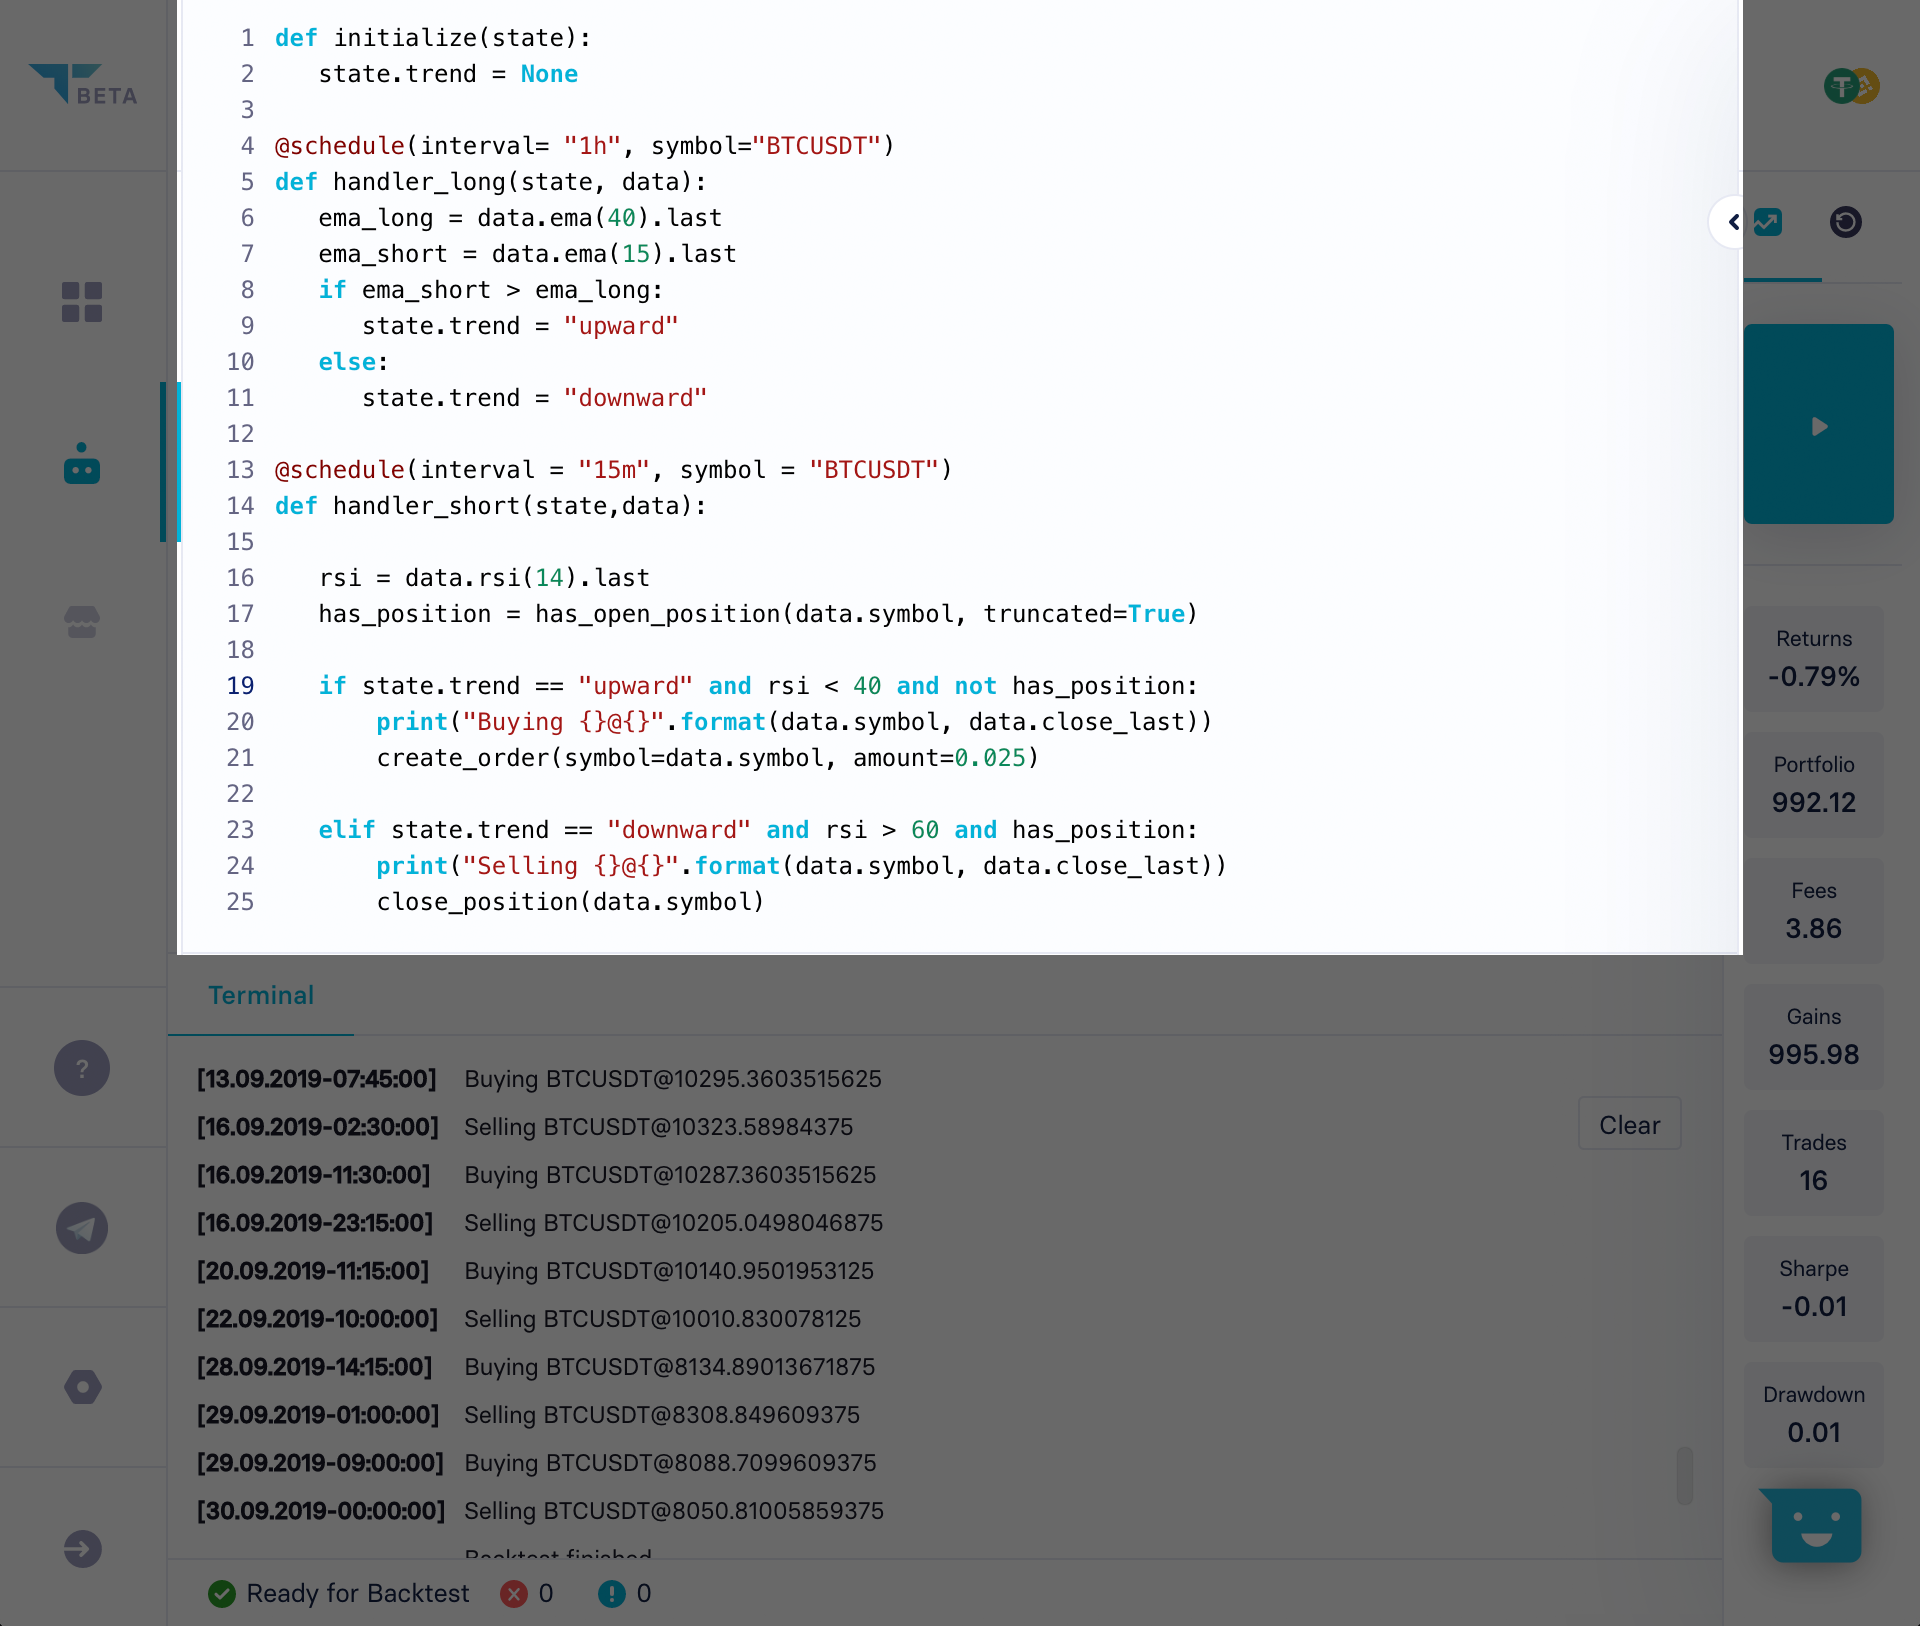 BETA
1 def initialize(state):
2 state.trend = None
3
4 @schedule(interval= "1h", symbol="BTCUSDT")
5 def handler_long(state, data):
6 ema_long = data.ema(40).last
7 ema_short = data.ema(15).last
8 if ema_short > ema_long:
9 state.trend = "upward"
10 else:
11 state.trend = "downward"
12
13 @schedule(interval = "15m", symbol = "BTCUSDT")
14 def handler_short(state,data):
15
16 rsi = data.rsi(14).last
17 has_position = has_open_position(data.symbol, truncated=True)
18
19 if state.trend == "upward" and rsi < 40 and not has_position:
20 print("Buying {}@{}".format(data.symbol, data.close_last))
21 create_order(symbol=data.symbol, amount=0.025)
22
23 elif state.trend == "downward" and rsi > 60 and has_position:
24 print("Selling {}@{}".format(data.symbol, data.close_last))
25 close_position(data.symbol)
Terminal
[13.09.2019-07:45:00] Buying BTCUSDT@10295.3603515625
[16.09.2019-02:30:00] Selling BTCUSDT@10323.58984375
[16.09.2019-11:30:00] Buying BTCUSDT@10287.3603515625
[16.09.2019-23:15:00] Selling BTCUSDT@10205.0498046875
[20.09.2019-11:15:00] Buying BTCUSDT@10140.9501953125
[22.09.2019-10:00:00] Selling BTCUSDT@10010.830078125
[28.09.2019-14:15:00] Buying BTCUSDT@8134.89013671875
[29.09.2019-01:00:00] Selling BTCUSDT@8308.849609375
[29.09.2019-09:00:00] Buying BTCUSDT@8088.7099609375
[30.09.2019-00:00:00] Selling BTCUSDT@8050.81005859375
Backtest finished
Clear
Ready for Backtest 0 0
Returns
-0.79%
Portfolio
992.12
Fees
3.86
Gains
995.98
Trades
16
Sharpe
-0.01
Drawdown
0.01